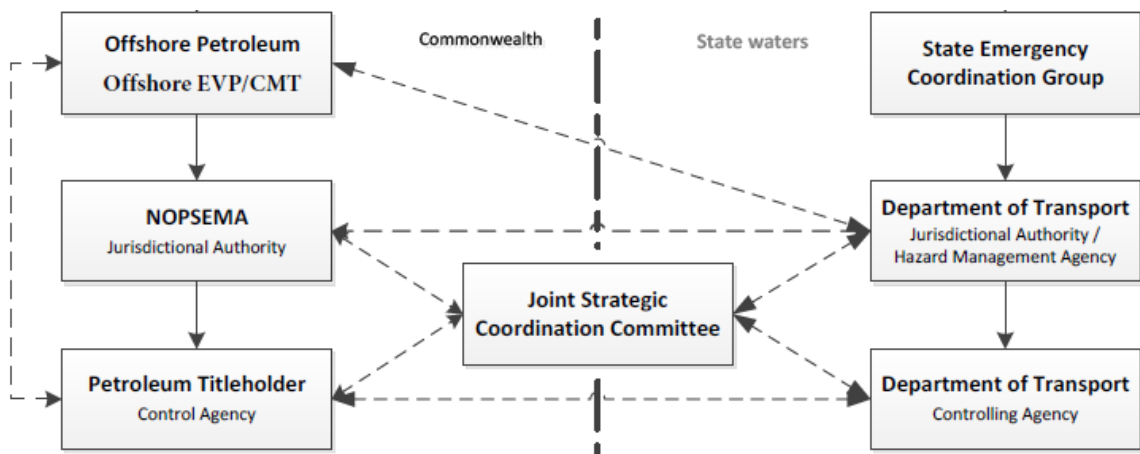 Offshore Petroleum
Offshore EVP/CMT
Commonwealth
State waters
State Emergency
Coordination Group
NOPSEMA
Jurisdictional Authority
Department of Transport
Jurisdictional Authority /
Hazard Management Agency
Joint Strategic
Coordination Committee
Petroleum Titleholder
Control Agency
Department of Transport
Controlling Agency